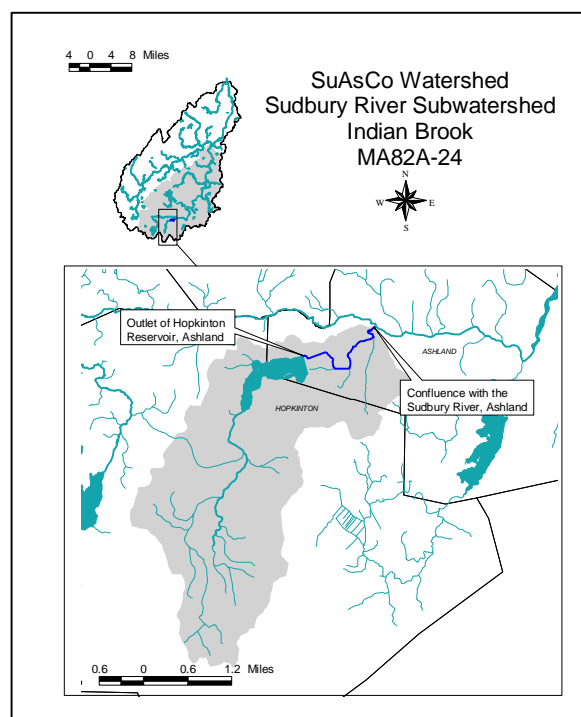 4 0 4 8 Miles
SuAsCo Watershed
Sudbury River Subwatershed
Indian Brook
MA82A-24
N
W E
S
Outlet of Hopkinton
Reservoir, Ashland
ASHLAND
Confluence with the
Sudbury River, Ashland
HOPKINTON
0.6 0 0.6 1.2 Miles